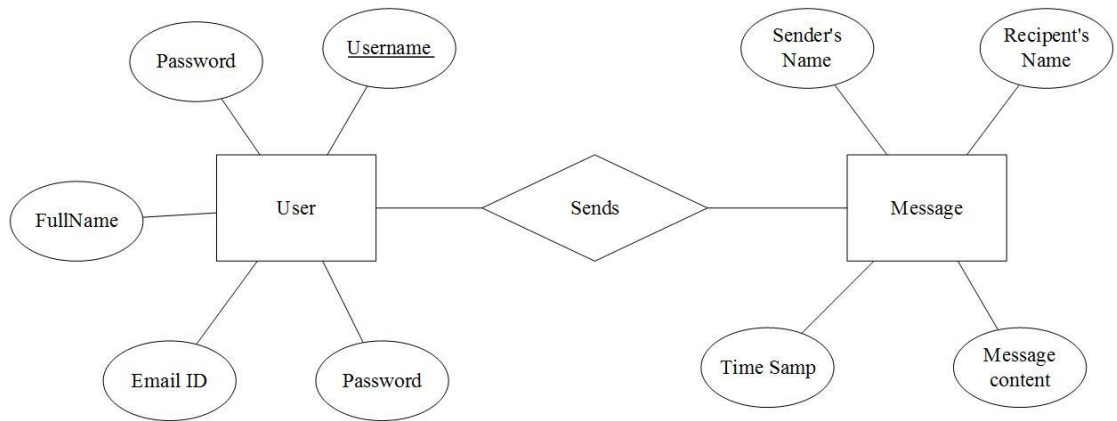 Password
Username
Sender's
Name
Recipent's
Name
FullName
User
Sends
Message
Email ID
Password
Time Samp
Message
content